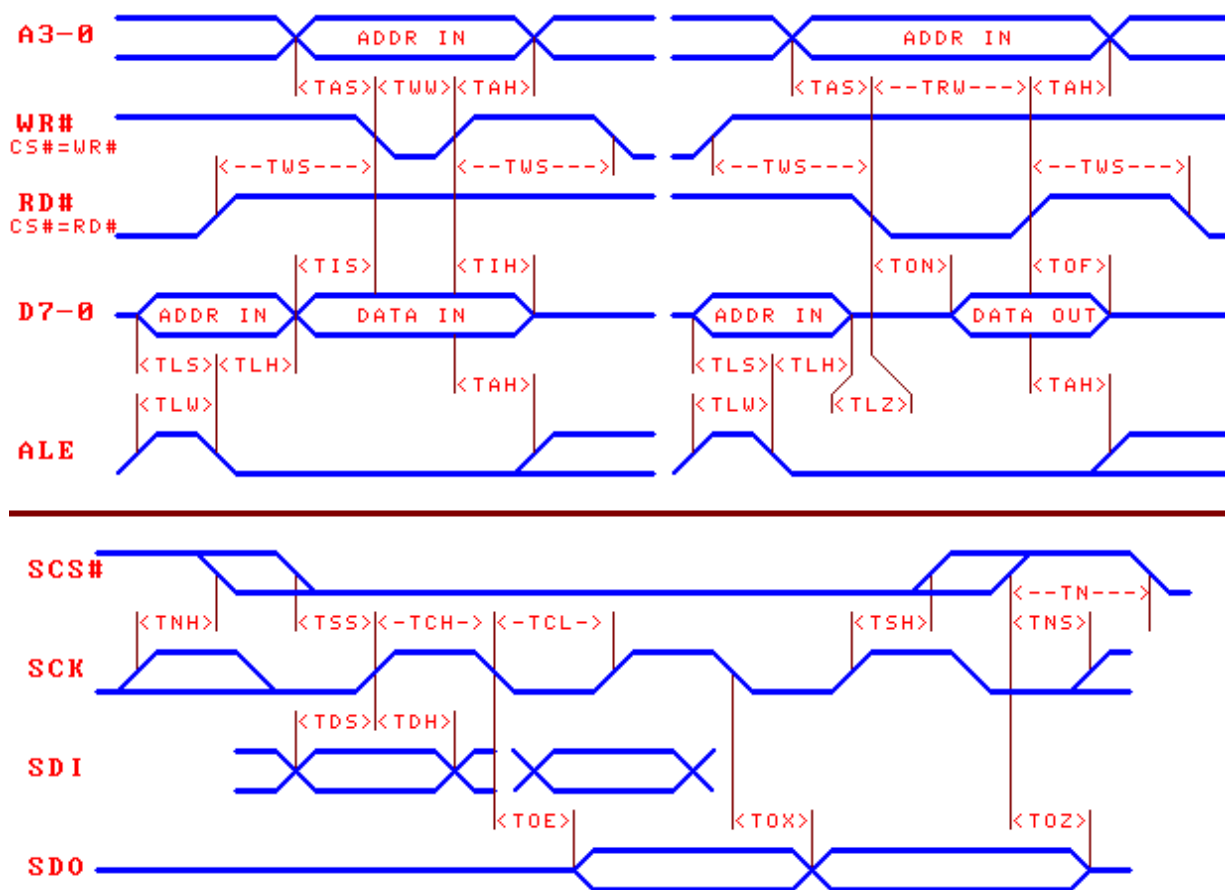 A3-0 ADDR IN ADDR IN
<TAS> <TWW> <TAH> <TAS> <--TRW---> <TAH>
WR#
CS#=WR#
<--TWS---> <--TWS---> <--TWS---> <--TWS--->
RD#
CS#=RD#
<TIS> <TIH> <TON> <TOF>
D7-0 ADDR IN DATA IN ADDR IN DATA OUT
<TLS> <TLH> <TAH> <TLS> <TLH> <TAH>
<TLW> <TLW> <TLZ>
ALE
SCS#
<--TN--->
<TNH> <TSS> <-TCH-> <-TCL-> <TSH> <TNS>
SCK
<TDS> <TDH>
SDI
<TOE> <TOX> <TOZ>
SDO